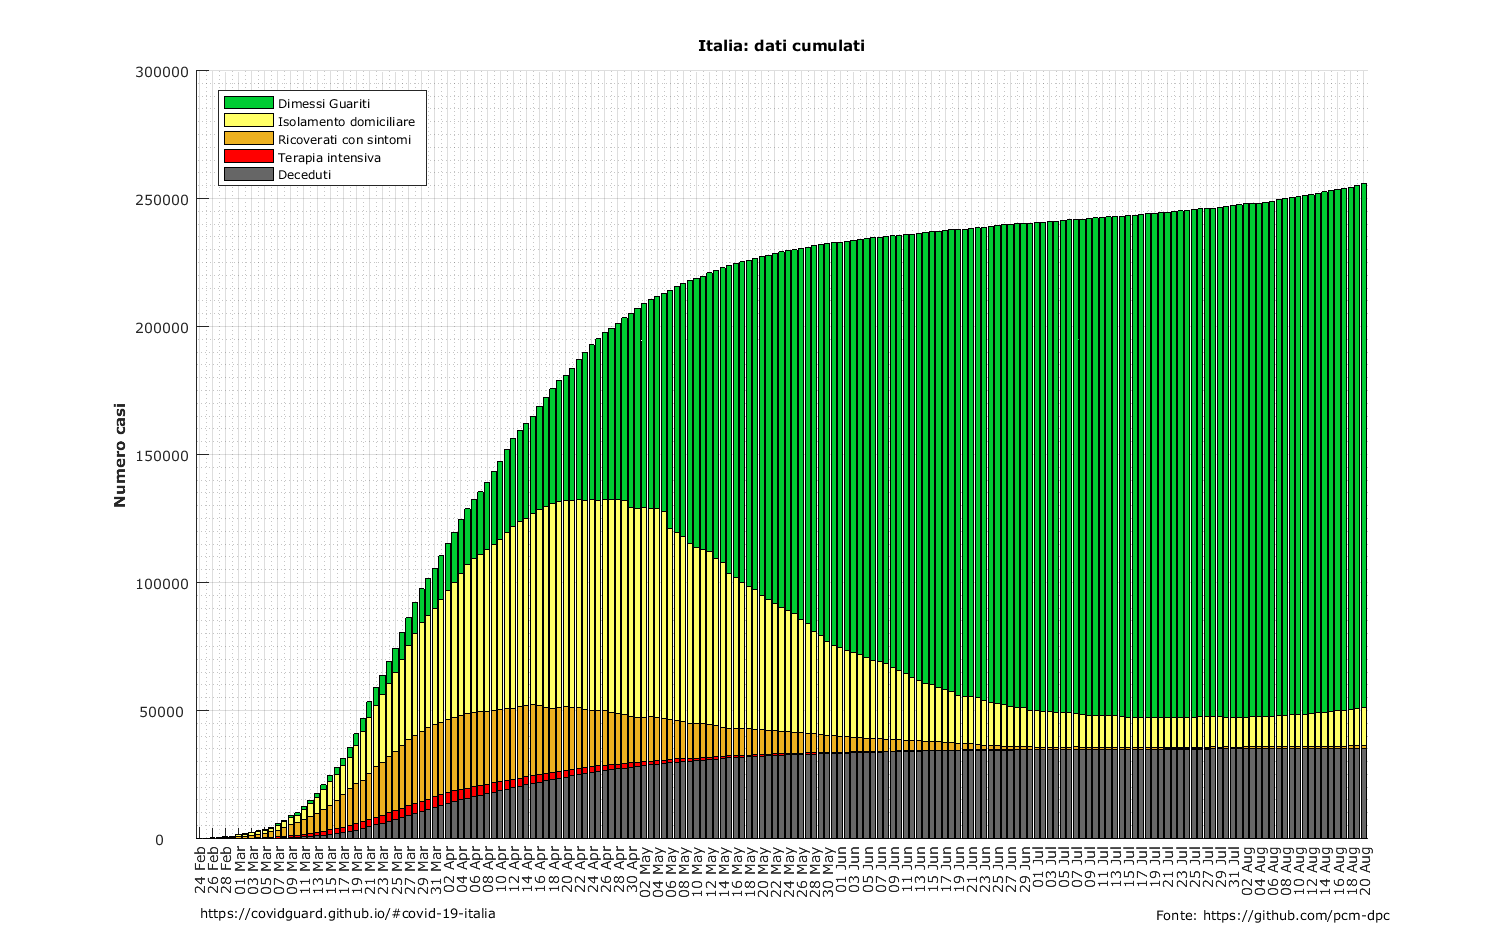 Italia: dati cumulati
300000
250000
200000
150000
100000
50000
0
Numero casi
Dimessi Guariti
Isolamento domiciliare
Ricoverati con sintomi
Terapia intensiva
Deceduti
24 Feb
26 Feb
28 Feb
01 Mar
03 Mar
05 Mar
07 Mar
09 Mar
11 Mar
13 Mar
15 Mar
17 Mar
19 Mar
21 Mar
23 Mar
25 Mar
27 Mar
29 Mar
31 Mar
02 Apr
04 Apr
06 Apr
08 Apr
10 Apr
12 Apr
14 Apr
16 Apr
18 Apr
20 Apr
22 Apr
24 Apr
26 Apr
28 Apr
30 Apr
02 May
04 May
06 May
08 May
10 May
12 May
14 May
16 May
18 May
20 May
22 May
24 May
26 May
28 May
30 May
01 Jun
03 Jun
05 Jun
07 Jun
09 Jun
11 Jun
13 Jun
15 Jun
17 Jun
19 Jun
21 Jun
23 Jun
25 Jun
27 Jun
29 Jun
01 Jul
03 Jul
05 Jul
07 Jul
09 Jul
11 Jul
13 Jul
15 Jul
17 Jul
19 Jul
21 Jul
23 Jul
25 Jul
27 Jul
29 Jul
31 Jul
02 Aug
04 Aug
06 Aug
08 Aug
10 Aug
12 Aug
14 Aug
16 Aug
18 Aug
20 Aug
https://covidguard.github.io/#covid-19-italia
Fonte: https://github.com/pcm-dpc